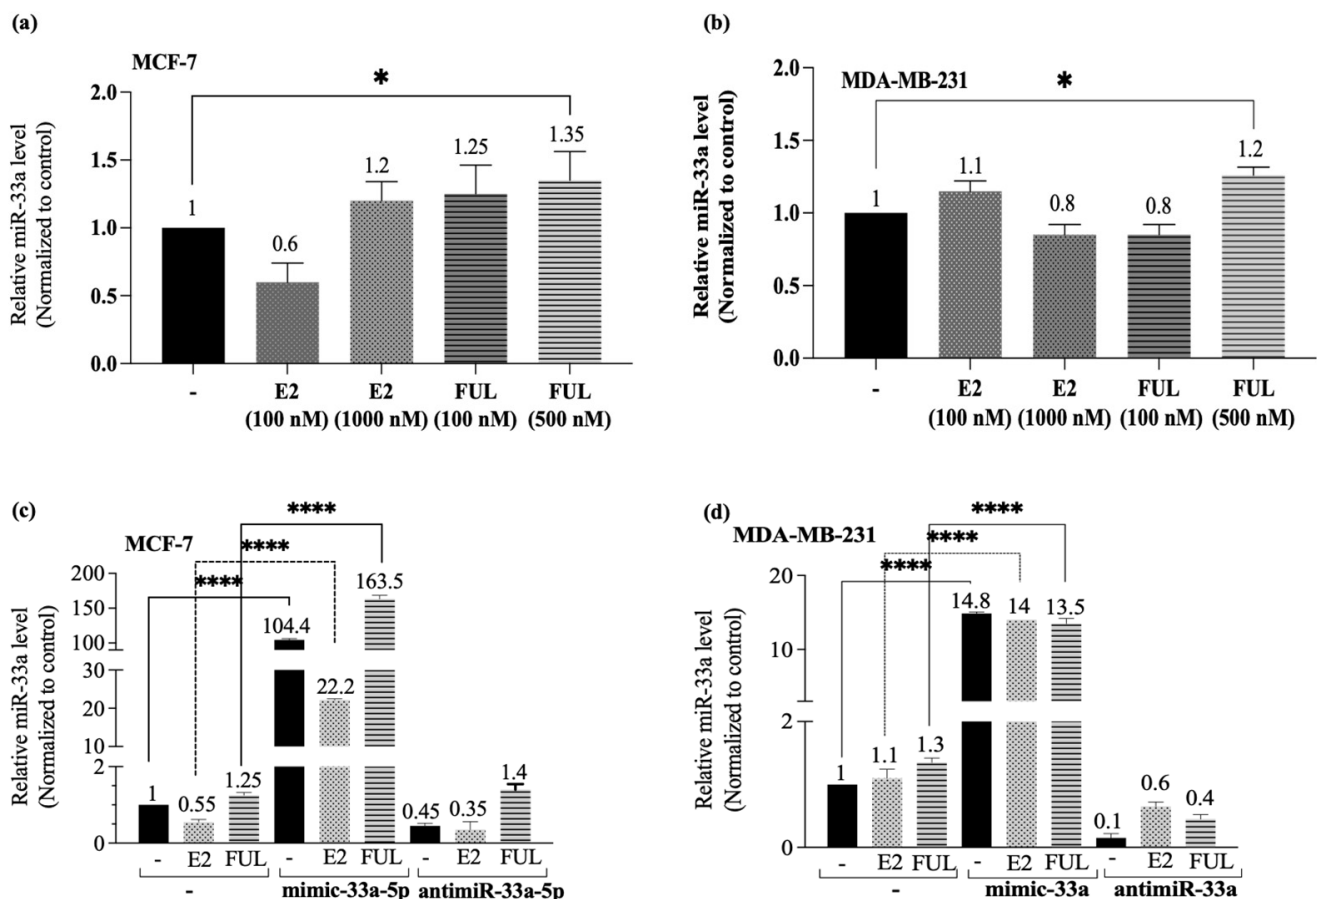 (a)
MCF-7
*
Relative miR-33a level
(Normalized to control)
2.0
1.5
1.0
0.5
0.0
1
0.6
1.2
1.25
1.35
- E2 E2 FUL FUL
(100 nM) (1000 nM) (100 nM) (500 nM)
(b)
MDA-MB-231
*
Relative miR-33a level
(Normalized to control)
2.0
1.5
1.0
0.5
0.0
1
1.1
0.8
0.8
1.2
- E2 E2 FUL FUL
(100 nM) (1000 nM) (100 nM) (500 nM)
(c)
MCF-7
****
****
****
Relative miR-33a level
(Normalized to control)
200
150
100
30
20
10
2
0
1
0.55
1.25
104.4
22.2
163.5
0.45
0.35
1.4
- E2 FUL - E2 FUL - E2 FUL
- mimic-33a-5p antimiR-33a-5p
(d)
MDA-MB-231
****
****
****
Relative miR-33a level
(Normalized to control)
20
10
2
0
1
1.1
1.3
14.8
14
13.5
0.1
0.6
0.4
- E2 FUL - E2 FUL - E2 FUL
- mimic-33a antimiR-33a